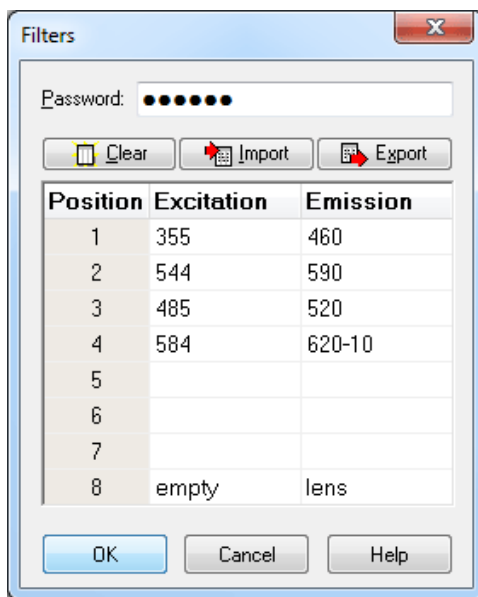 Filters
Password: ●●●●●●
Clear Import Export
Position Excitation Emission
1 355 460
2 544 590
3 485 520
4 584 620-10
5
6
7
8 empty lens
OK Cancel Help